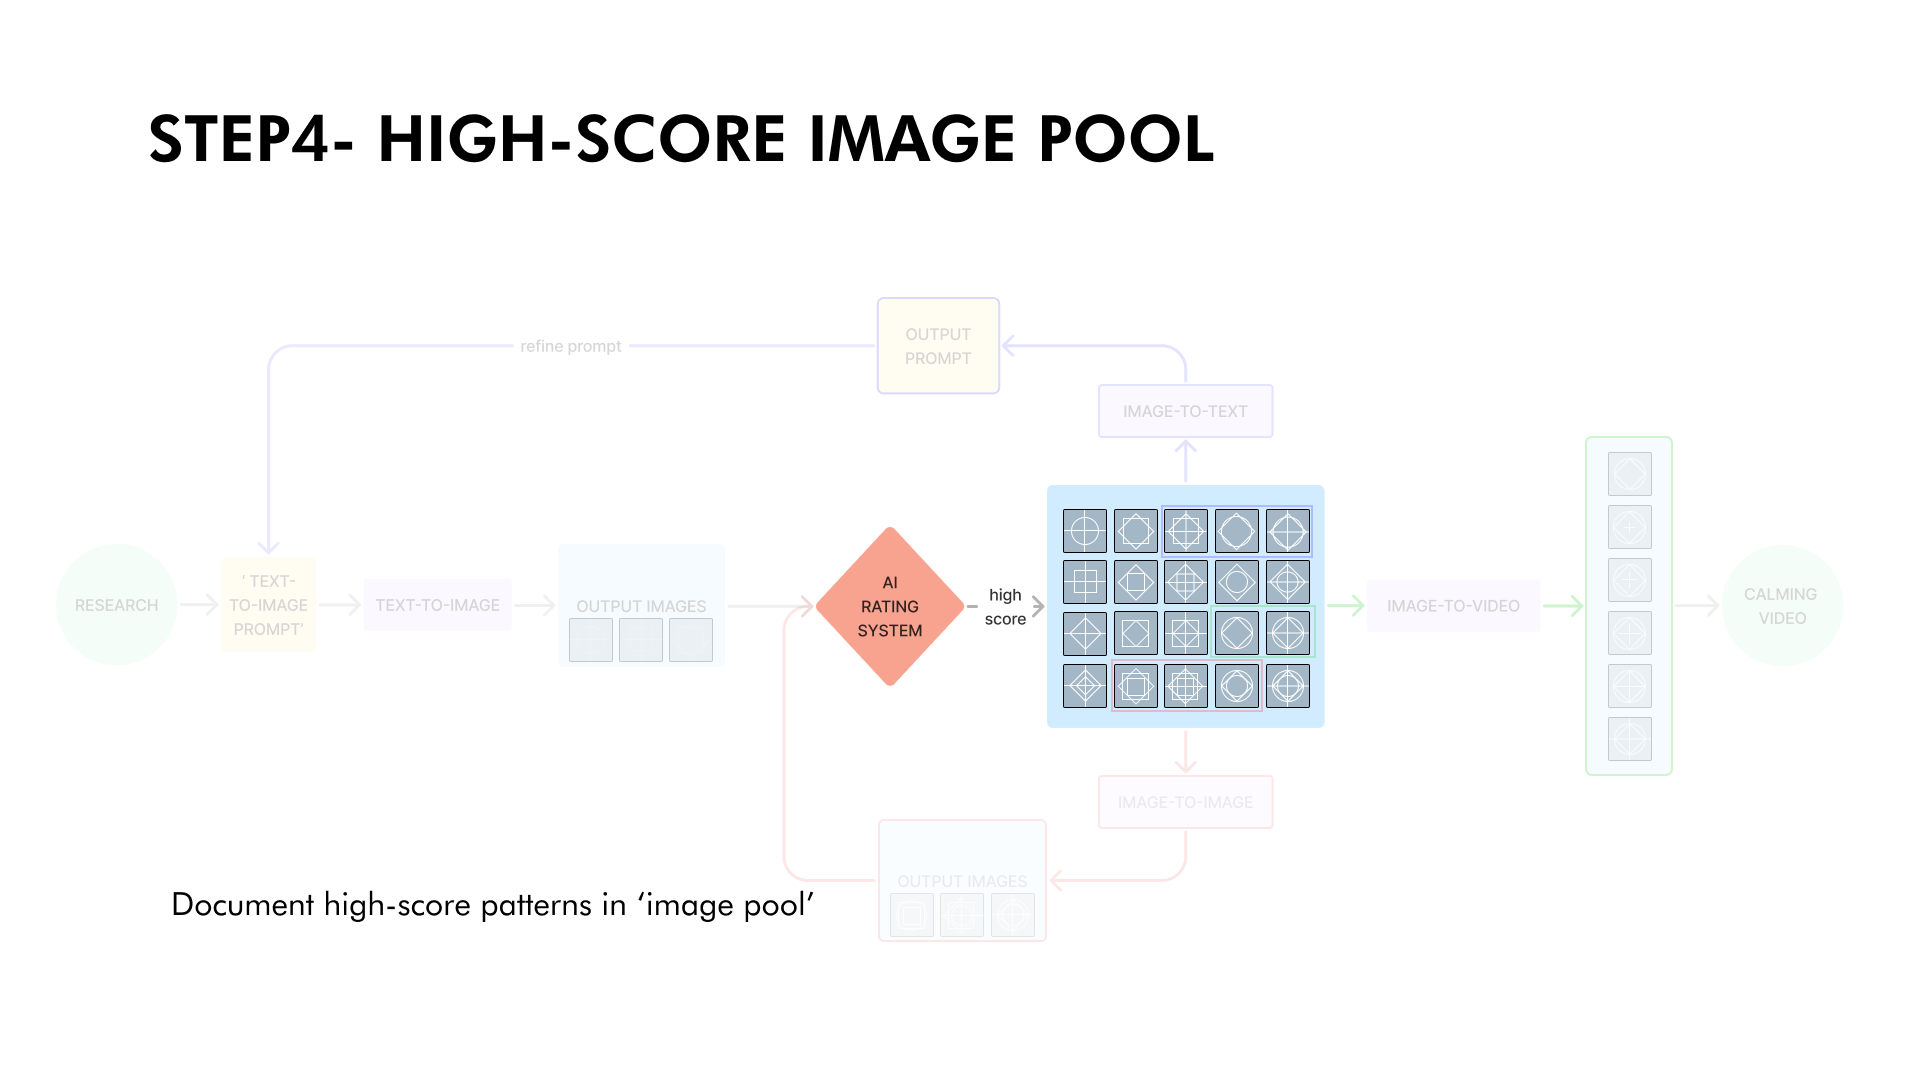 STEP4- HIGH-SCORE IMAGE POOL
OUTPUT
PROMPT
refine prompt
IMAGE-TO-TEXT
RESEARCH
‘ TEXT-
TO-IMAGE
PROMPT’
TEXT-TO-IMAGE
OUTPUT IMAGES
AI
RATING
SYSTEM
high
score
IMAGE-TO-VIDEO
CALMING
VIDEO
IMAGE-TO-IMAGE
OUTPUT IMAGES
Document high-score patterns in ‘image pool’